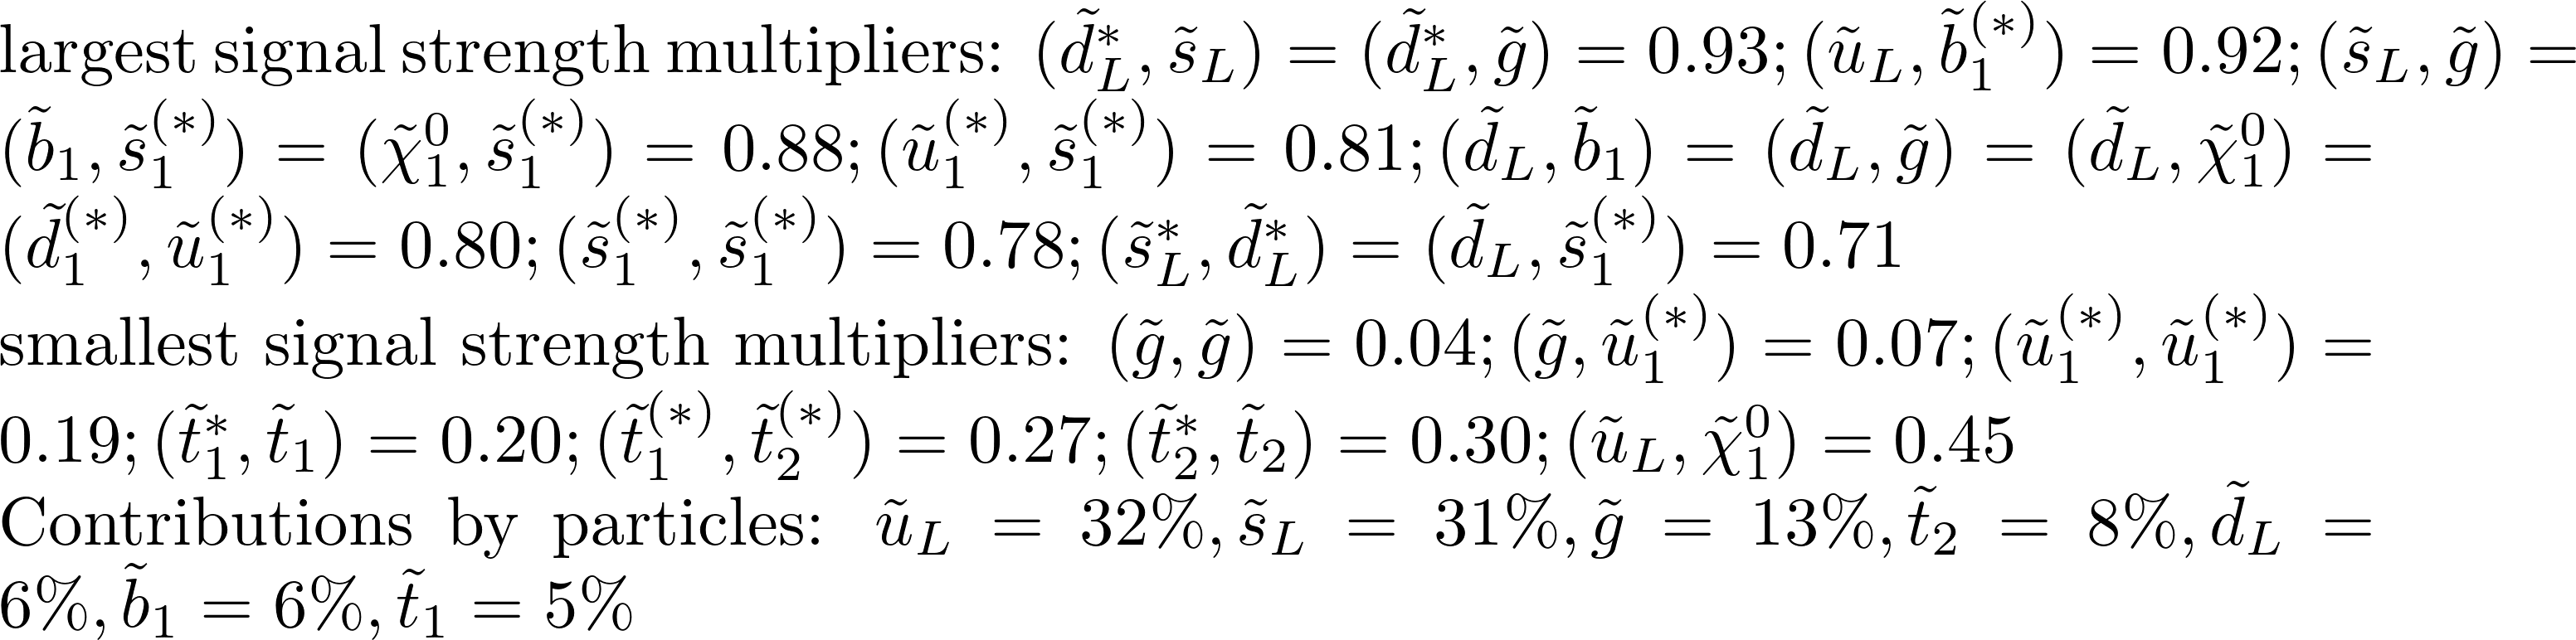 largest signal strength multipliers: $(\tilde{d}_L^*, \tilde{s}_L) = (\tilde{d}_L^*, \tilde{g}) = 0.93; (\tilde{u}_L, \tilde{b}_1^{(*)}) = 0.92; (\tilde{s}_L, \tilde{g}) =$
$(\tilde{b}_1, \tilde{s}_1^{(*)}) = (\tilde{\chi}_1^0, \tilde{s}_1^{(*)}) = 0.88; (\tilde{u}_1^{(*)}, \tilde{s}_1^{(*)}) = 0.81; (\tilde{d}_L, \tilde{b}_1) = (\tilde{d}_L, \tilde{g}) = (\tilde{d}_L, \tilde{\chi}_1^0) =$
$(\tilde{d}_1^{(*)}, \tilde{u}_1^{(*)}) = 0.80; (\tilde{s}_1^{(*)}, \tilde{s}_1^{(*)}) = 0.78; (\tilde{s}_L^*, \tilde{d}_L^*) = (\tilde{d}_L, \tilde{s}_1^{(*)}) = 0.71$
smallest signal strength multipliers: $(\tilde{g}, \tilde{g}) = 0.04; (\tilde{g}, \tilde{u}_1^{(*)}) = 0.07; (\tilde{u}_1^{(*)}, \tilde{u}_1^{(*)}) =$
$0.19; (\tilde{t}_1^*, \tilde{t}_1) = 0.20; (\tilde{t}_1^{(*)}, \tilde{t}_2^{(*)}) = 0.27; (\tilde{t}_2^*, \tilde{t}_2) = 0.30; (\tilde{u}_L, \tilde{\chi}_1^0) = 0.45$
Contributions by particles: $\tilde{u}_L = 32\%, \tilde{s}_L = 31\%, \tilde{g} = 13\%, \tilde{t}_2 = 8\%, \tilde{d}_L =$
$6\%, \tilde{b}_1 = 6\%, \tilde{t}_1 = 5\%$